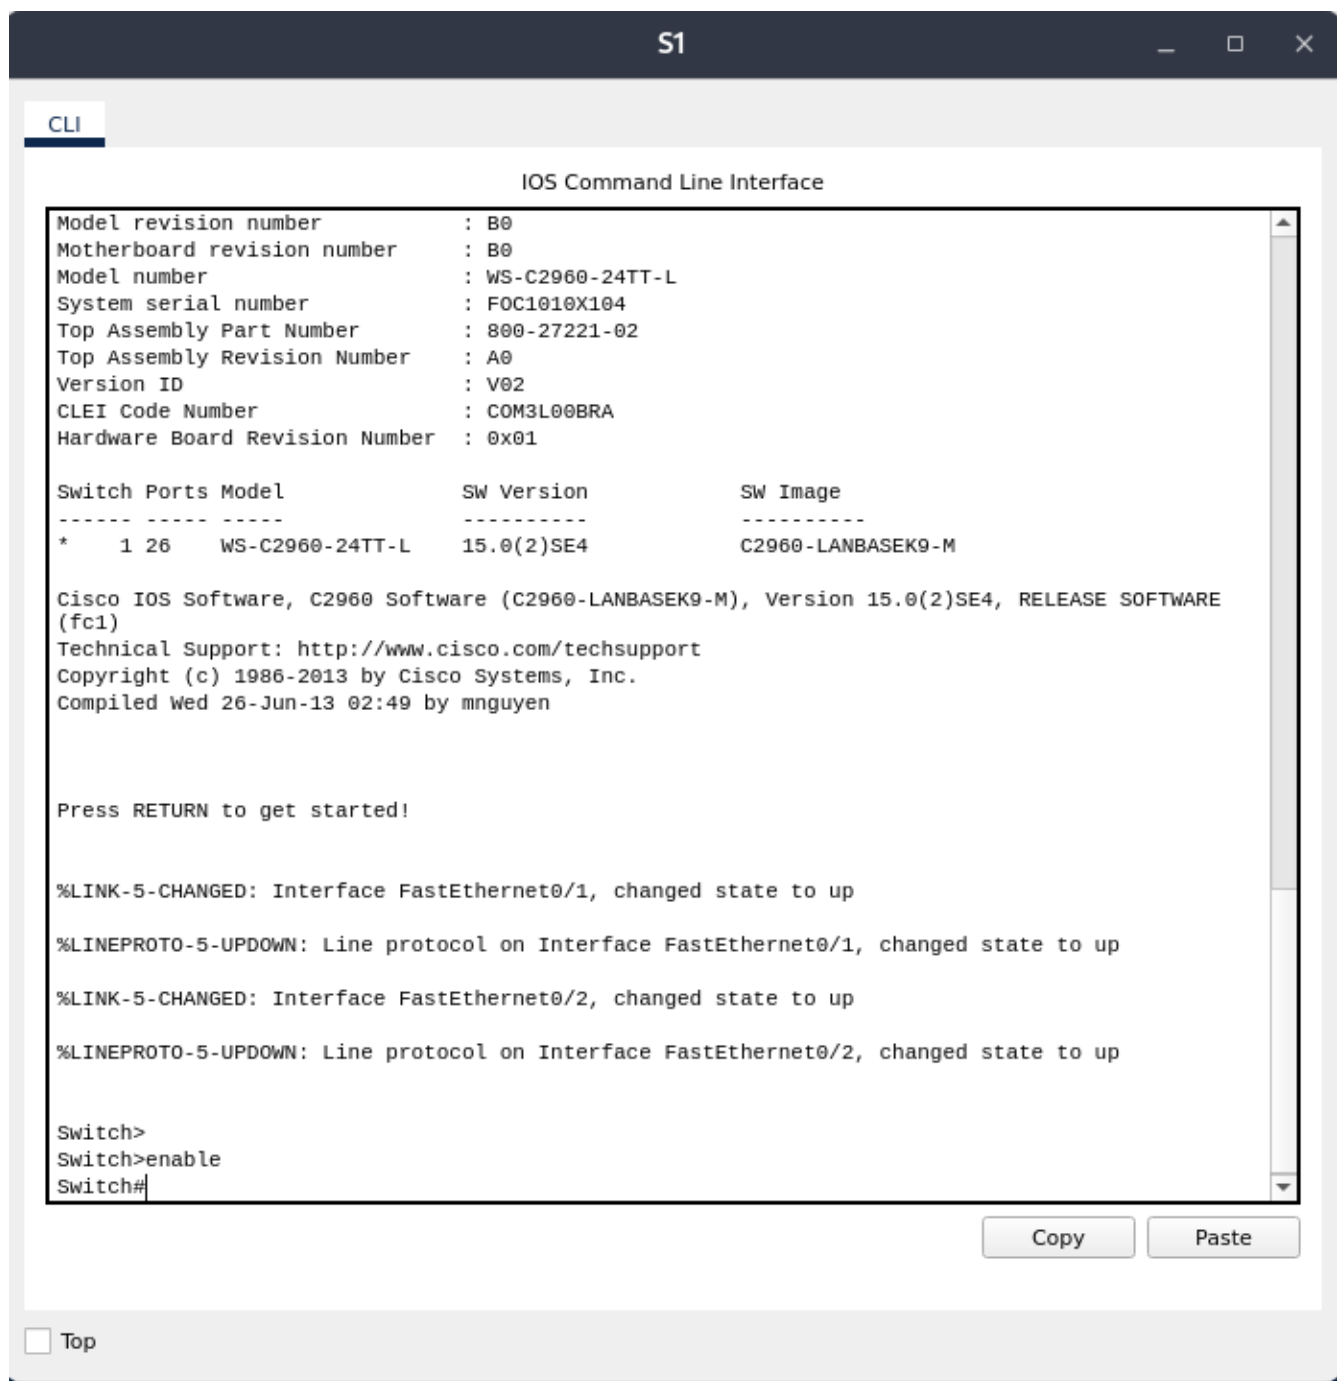 S1
CLI
IOS Command Line Interface
Model revision number : B0
Motherboard revision number : B0
Model number : WS-C2960-24TT-L
System serial number : FOC1010X104
Top Assembly Part Number : 800-27221-02
Top Assembly Revision Number : A0
Version ID : V02
CLEI Code Number : COM3L00BRA
Hardware Board Revision Number : 0x01
Switch Ports Model SW Version SW Image
------ ----- ----- ---------- ----------
* 1 26 WS-C2960-24TT-L 15.0(2)SE4 C2960-LANBASEK9-M
Cisco IOS Software, C2960 Software (C2960-LANBASEK9-M), Version 15.0(2)SE4, RELEASE SOFTWARE
(fc1)
Technical Support: http://www.cisco.com/techsupport
Copyright (c) 1986-2013 by Cisco Systems, Inc.
Compiled Wed 26-Jun-13 02:49 by mnguyen
Press RETURN to get started!
%LINK-5-CHANGED: Interface FastEthernet0/1, changed state to up
%LINEPROTO-5-UPDOWN: Line protocol on Interface FastEthernet0/1, changed state to up
%LINK-5-CHANGED: Interface FastEthernet0/2, changed state to up
%LINEPROTO-5-UPDOWN: Line protocol on Interface FastEthernet0/2, changed state to up
Switch>
Switch>enable
Switch#
Copy Paste
Top